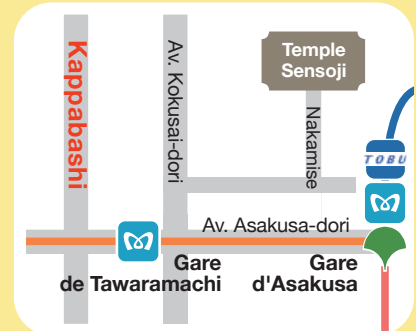 Kappabashi
Av. Kokusai-dori
Temple
Sensoji
Nakamise
TOBU
Av. Asakusa-dori
Gare
de Tawaramachi
Gare
d'Asakusa